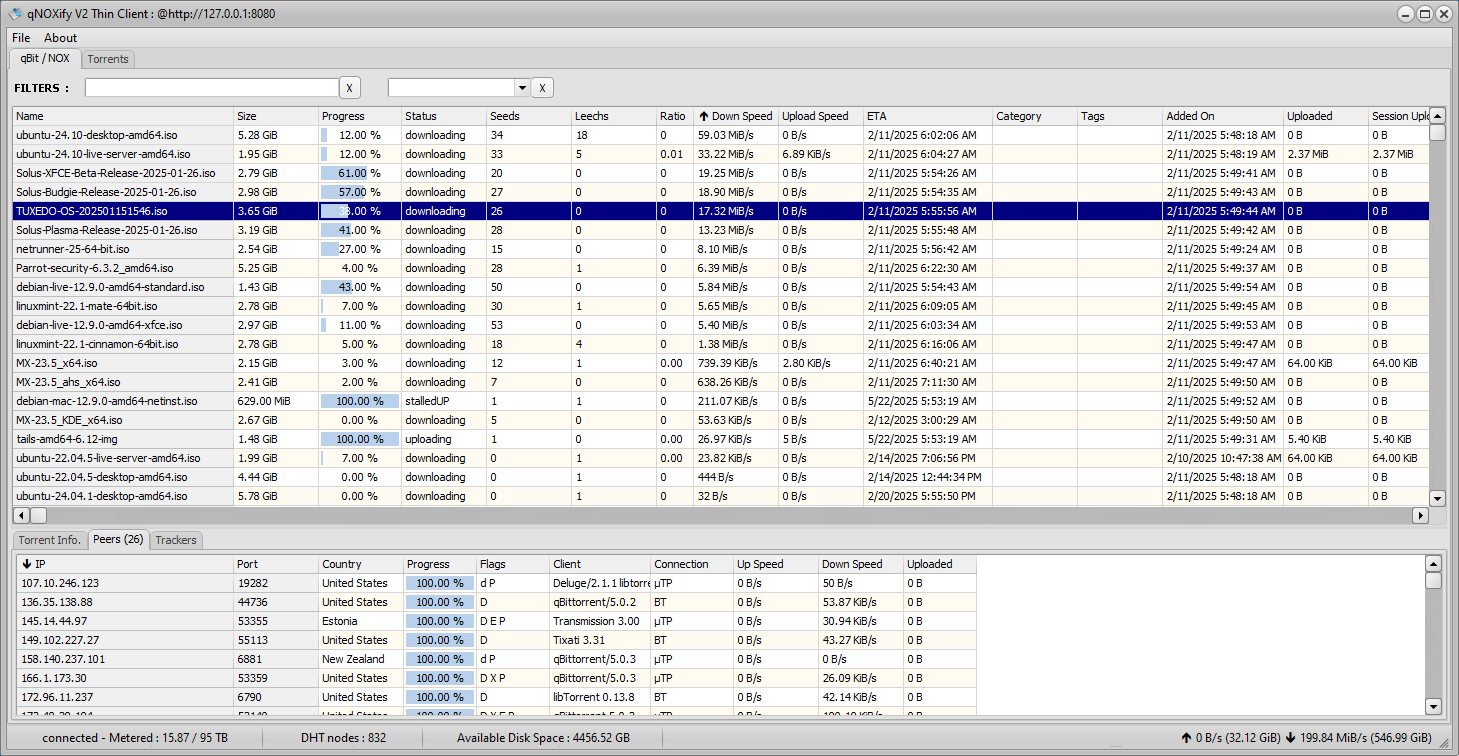 qNOXify V2 Thin Client : @http://127.0.0.1:8080
File About
qBit / NOX Torrents
FILTERS : X X
Name Size Progress Status Seeds Leechs Ratio Down Speed Upload Speed ETA Category Tags Added On Uploaded Session Uplo
ubuntu-24.10-desktop-amd64.iso 5.28 GiB 12.00 % downloading 34 18 0 59.03 MiB/s 0 B/s 2/11/2025 6:02:06 AM 2/11/2025 5:48:18 AM 0 B 0 B
ubuntu-24.10-live-server-amd64.iso 1.95 GiB 12.00 % downloading 33 5 0.01 33.22 MiB/s 6.89 KiB/s 2/11/2025 6:04:27 AM 2/11/2025 5:48:19 AM 2.37 MiB 2.37 MiB
Solus-XFCE-Beta-Release-2025-01-26.iso 2.79 GiB 61.00 % downloading 20 0 0 19.25 MiB/s 0 B/s 2/11/2025 5:54:26 AM 2/11/2025 5:49:41 AM 0 B 0 B
Solus-Budgie-Release-2025-01-26.iso 2.98 GiB 57.00 % downloading 27 0 0 18.90 MiB/s 0 B/s 2/11/2025 5:54:35 AM 2/11/2025 5:49:43 AM 0 B 0 B
TUXEDO-OS-202501151546.iso 3.65 GiB 38.00 % downloading 26 0 0 17.32 MiB/s 0 B/s 2/11/2025 5:55:56 AM 2/11/2025 5:49:44 AM 0 B 0 B
Solus-Plasma-Release-2025-01-26.iso 3.19 GiB 41.00 % downloading 28 0 0 13.23 MiB/s 0 B/s 2/11/2025 5:55:48 AM 2/11/2025 5:49:42 AM 0 B 0 B
netrunner-25-64-bit.iso 2.54 GiB 27.00 % downloading 15 0 0 8.10 MiB/s 0 B/s 2/11/2025 5:56:42 AM 2/11/2025 5:49:24 AM 0 B 0 B
Parrot-security-6.3.2_amd64.iso 5.25 GiB 4.00 % downloading 28 1 0 6.39 MiB/s 0 B/s 2/11/2025 6:22:30 AM 2/11/2025 5:49:37 AM 0 B 0 B
debian-live-12.9.0-amd64-standard.iso 1.43 GiB 43.00 % downloading 50 0 0 5.84 MiB/s 0 B/s 2/11/2025 5:54:43 AM 2/11/2025 5:49:54 AM 0 B 0 B
linuxmint-22.1-mate-64bit.iso 2.78 GiB 7.00 % downloading 30 1 0 5.65 MiB/s 0 B/s 2/11/2025 6:09:05 AM 2/11/2025 5:49:45 AM 0 B 0 B
debian-live-12.9.0-amd64-xfce.iso 2.97 GiB 11.00 % downloading 53 0 0 5.40 MiB/s 0 B/s 2/11/2025 6:03:34 AM 2/11/2025 5:49:53 AM 0 B 0 B
linuxmint-22.1-cinnamon-64bit.iso 2.78 GiB 5.00 % downloading 18 4 0 1.38 MiB/s 0 B/s 2/11/2025 6:16:06 AM 2/11/2025 5:49:47 AM 0 B 0 B
MX-23.5_x64.iso 2.15 GiB 3.00 % downloading 12 1 0.00 739.39 KiB/s 2.80 KiB/s 2/11/2025 6:40:21 AM 2/11/2025 5:49:47 AM 64.00 KiB 64.00 KiB
MX-23.5_ahs_x64.iso 2.41 GiB 2.00 % downloading 7 0 0 638.26 KiB/s 0 B/s 2/11/2025 7:11:30 AM 2/11/2025 5:49:50 AM 0 B 0 B
debian-mac-12.9.0-amd64-netinst.iso 629.00 MiB 100.00 % stalledUP 1 1 0 211.07 KiB/s 0 B/s 5/22/2025 5:53:19 AM 2/11/2025 5:49:52 AM 0 B 0 B
MX-23.5_KDE_x64.iso 2.67 GiB 0.00 % downloading 5 0 0 53.63 KiB/s 0 B/s 2/12/2025 3:00:29 AM 2/11/2025 5:49:50 AM 0 B 0 B
tails-amd64-6.12-img 1.48 GiB 100.00 % uploading 1 0 0.00 26.97 KiB/s 5 B/s 5/22/2025 5:53:19 AM 2/11/2025 5:49:31 AM 5.40 KiB 5.40 KiB
ubuntu-22.04.5-live-server-amd64.iso 1.99 GiB 7.00 % downloading 0 1 0.00 23.82 KiB/s 0 B/s 2/14/2025 7:06:56 PM 2/10/2025 10:47:38 AM 64.00 KiB 64.00 KiB
ubuntu-22.04.5-desktop-amd64.iso 4.44 GiB 0.00 % downloading 0 1 0 444 B/s 0 B/s 2/14/2025 12:44:34 PM 2/11/2025 5:48:18 AM 0 B 0 B
ubuntu-24.04.1-desktop-amd64.iso 5.78 GiB 0.00 % downloading 0 1 0 32 B/s 0 B/s 2/20/2025 5:55:50 PM 2/11/2025 5:48:18 AM 0 B 0 B
Torrent Info. Peers (26) Trackers
IP Port Country Progress Flags Client Connection Up Speed Down Speed Uploaded
107.10.246.123 19282 United States 100.00 % d P Deluge/2.1.1 libtorre µTP 0 B/s 50 B/s 0 B
136.35.138.88 44736 United States 100.00 % D qBittorrent/5.0.2 BT 0 B/s 53.87 KiB/s 0 B
145.14.44.97 53355 Estonia 100.00 % D E P Transmission 3.00 µTP 0 B/s 30.94 KiB/s 0 B
149.102.227.27 55113 United States 100.00 % D Tixati 3.31 BT 0 B/s 43.27 KiB/s 0 B
158.140.237.101 6881 New Zealand 100.00 % d P qBittorrent/5.0.3 µTP 0 B/s 0 B/s 0 B
166.1.173.30 53359 United States 100.00 % D X P qBittorrent/5.0.3 µTP 0 B/s 26.09 KiB/s 0 B
172.96.11.237 6790 United States 100.00 % D libTorrent 0.13.8 BT 0 B/s 42.14 KiB/s 0 B
connected - Metered : 15.87 / 95 TB DHT nodes : 832 Available Disk Space : 4456.52 GB 0 B/s (32.12 GiB) 199.84 MiB/s (546.99 GiB)